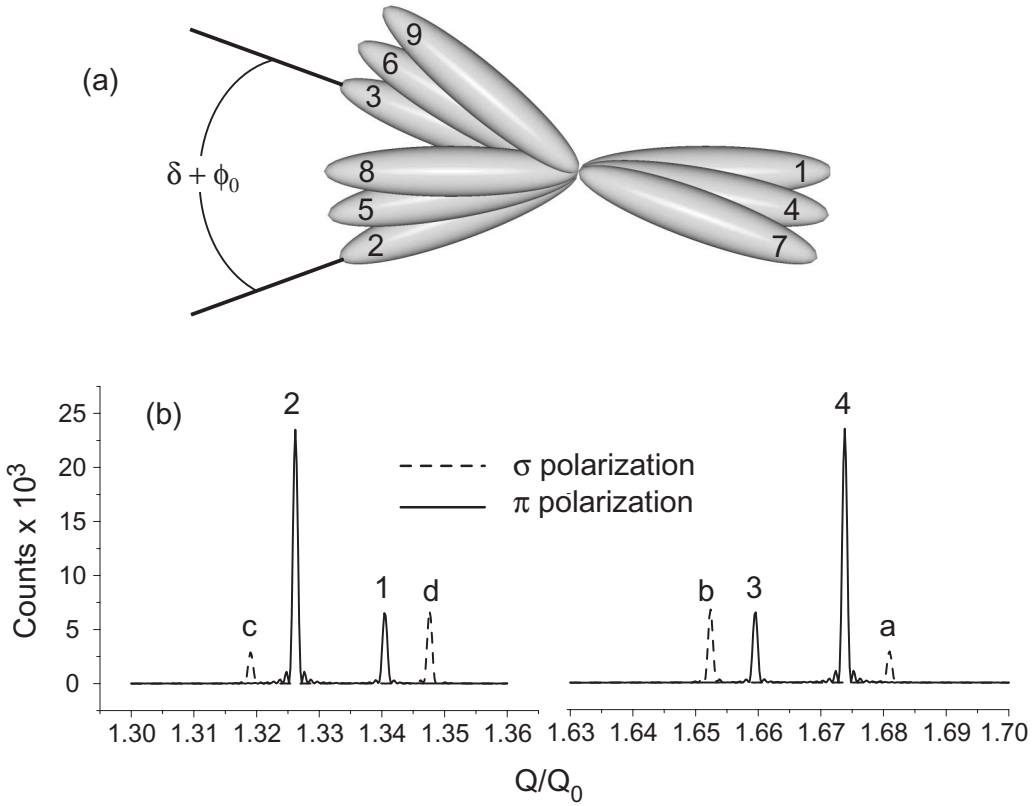 (a)
9
6
3
8
5
2
1
4
7
δ + ϕ₀
(b)
Counts x 10³
25
20
15
10
5
0
c
2
1
d
b
3
4
a
σ polarization
π polarization
1.30 1.31 1.32 1.33 1.34 1.35 1.36 1.63 1.64 1.65 1.66 1.67 1.68 1.69 1.70
Q/Q₀